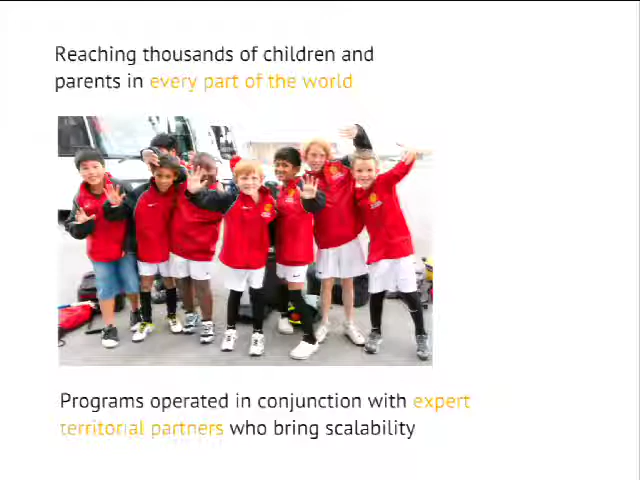 Reaching thousands of children and
parents in every part of the world
Programs operated in conjunction with expert
territorial partners who bring scalability